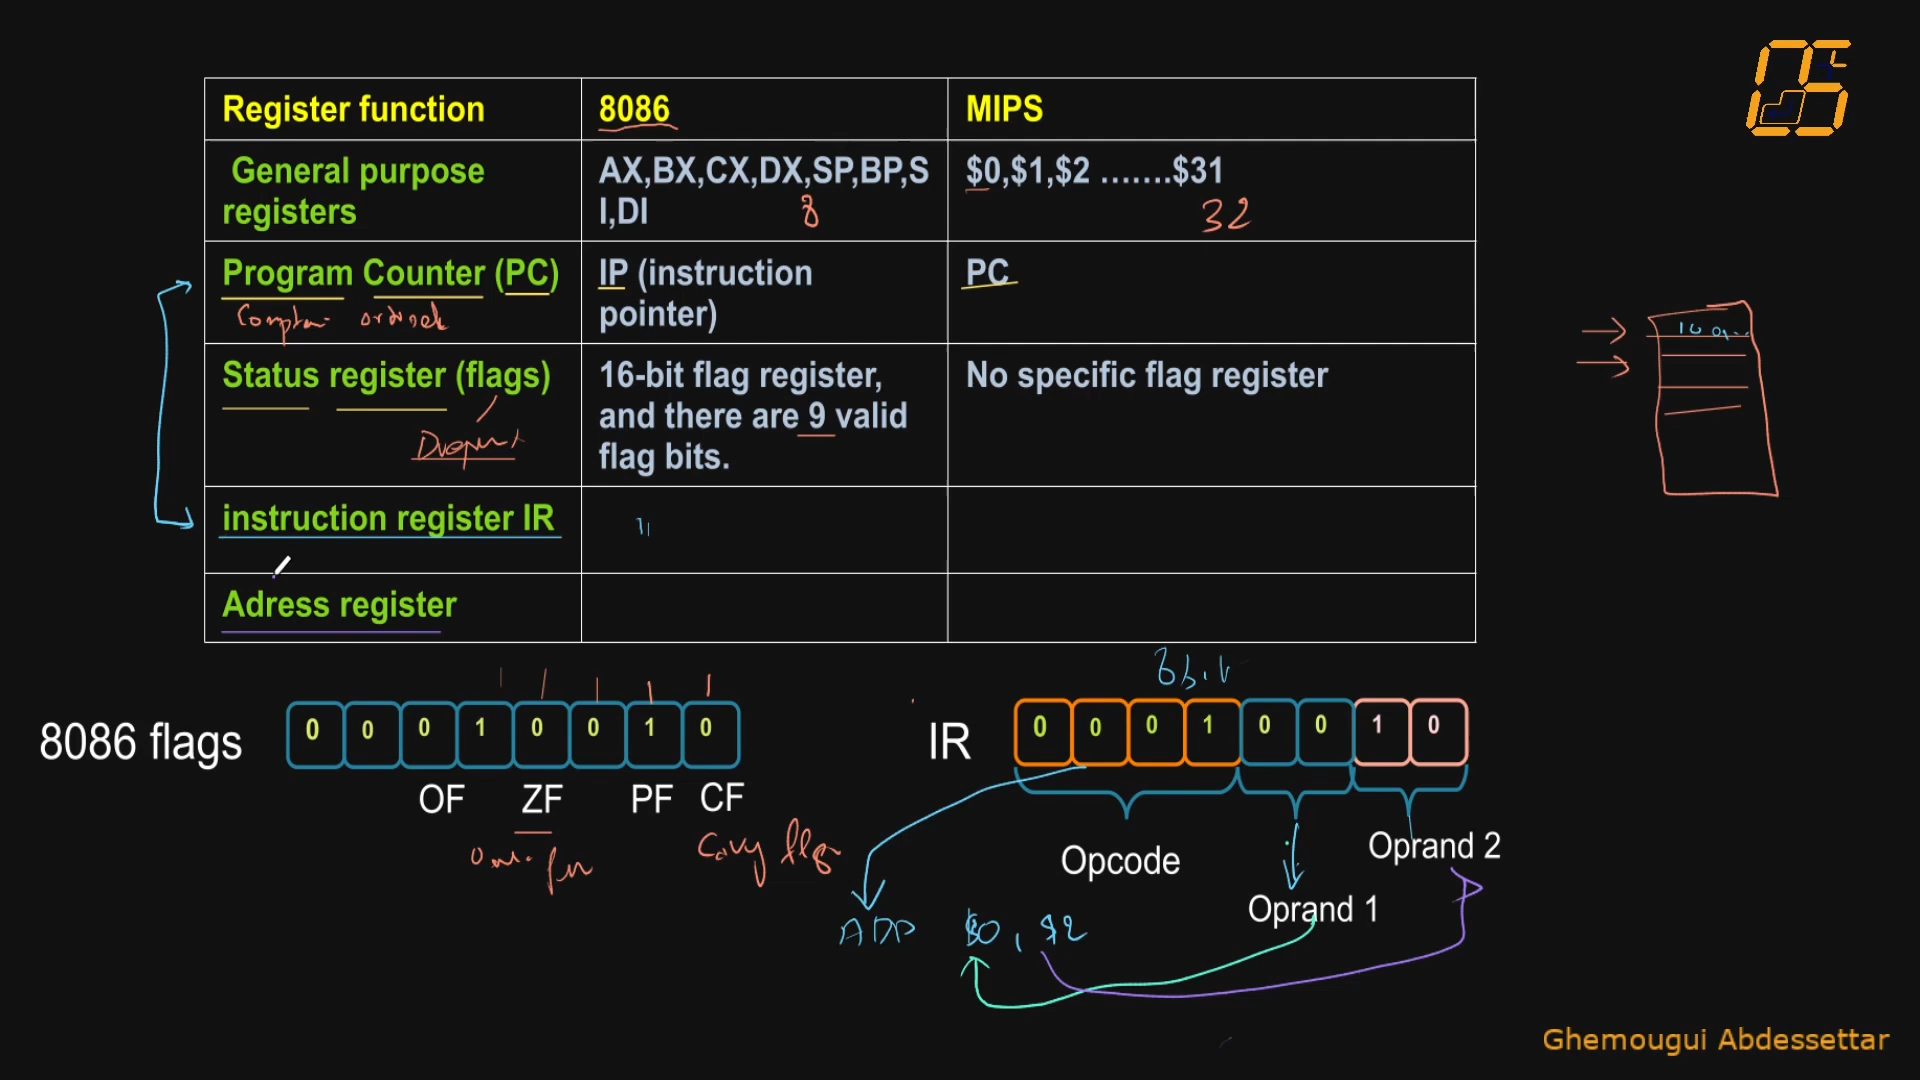 Register function
8086
MIPS
General purpose
registers
AX,BX,CX,DX,SP,BP,S
I,DI
8
$0,$1,$2 .......$31
32
Program Counter (PC)
IP (instruction
pointer)
PC
Status register (flags)
16-bit flag register,
and there are 9 valid
flag bits.
No specific flag register
instruction register IR
Adress register
8086 flags
0 0 0 1 0 0 1 0
OF ZF PF CF
IR
0 0 0 1 0 0 1 0
Opcode
Oprand 1
Oprand 2
ADD $0, $2
Ghemougui Abdessettar